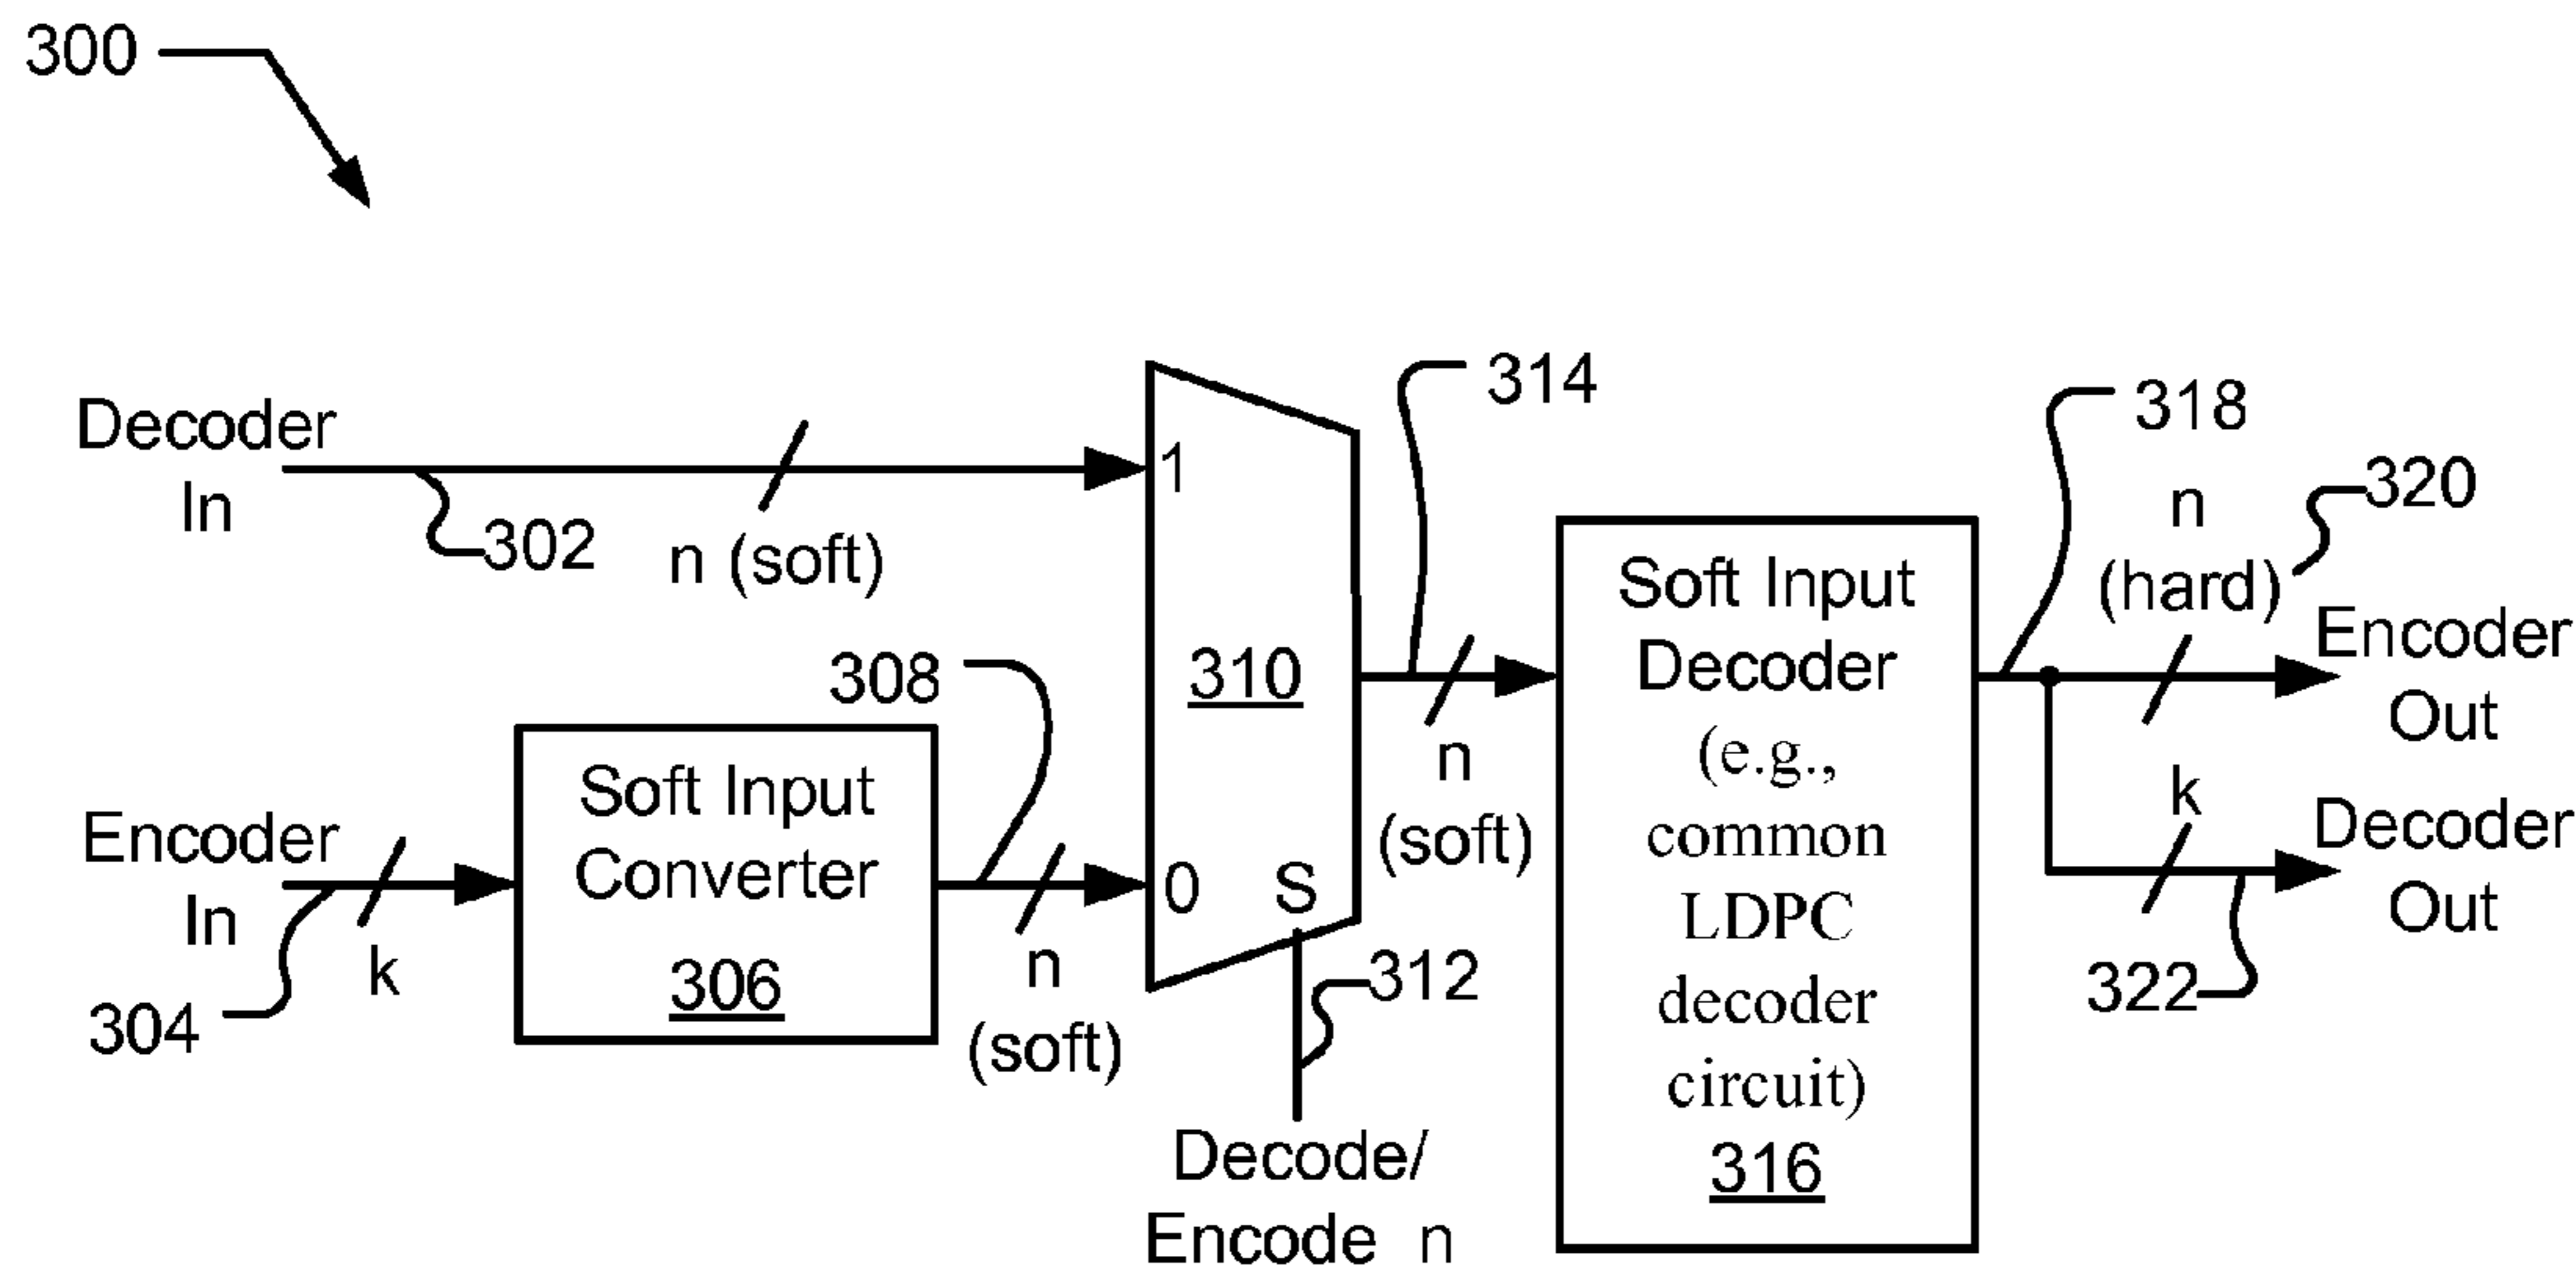 300
Decoder
In
302
n (soft)
1
314
318
n
(hard)
320
Encoder
Out
Encoder
In
304
k
Soft Input
Converter
306
308
n
(soft)
310
0
S
312
Decode/
Encode n
n
(soft)
Soft Input
Decoder
(e.g.,
common
LDPC
decoder
circuit)
316
k
Decoder
Out
322